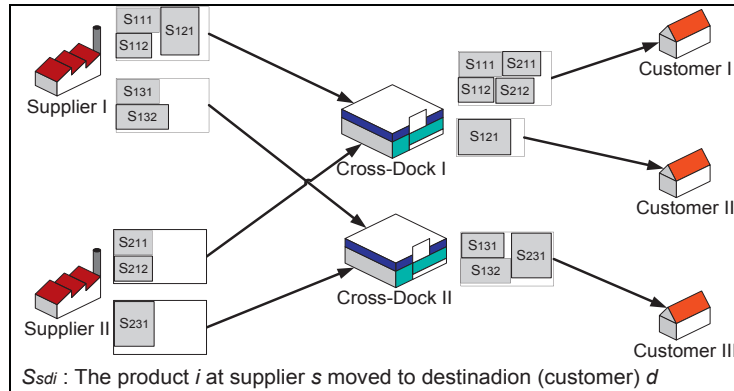 S111
S121
S112
Supplier I
S131
S132
S211
S212
Supplier II
S231
Cross-Dock I
Cross-Dock II
S111
S211
S112
S212
S121
S131
S231
S132
Customer I
Customer II
Customer III
Ssdi : The product i at supplier s moved to destinadion (customer) d